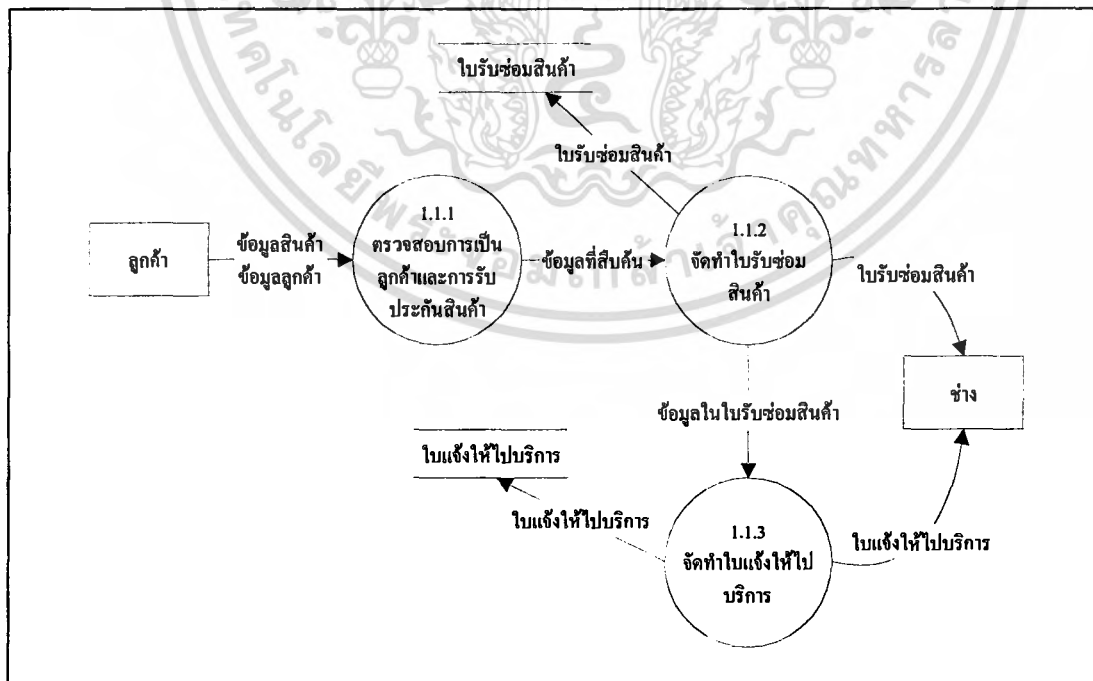 ใบรับซ่อมสินค้า
ใบรับซ่อมสินค้า
ลูกค้า
ข้อมูลสินค้า
ข้อมูลลูกค้า
1.1.1
ตรวจสอบการเป็น
ลูกค้าและการรับ
ประกันสินค้า
ข้อมูลที่สืบค้น
1.1.2
จัดทำใบรับซ่อม
สินค้า
ใบรับซ่อมสินค้า
ช่าง
ข้อมูลในใบรับซ่อมสินค้า
ใบแจ้งให้ไปบริการ
ใบแจ้งให้ไปบริการ
1.1.3
จัดทำใบแจ้งให้ไป
บริการ
ใบแจ้งให้ไปบริการ